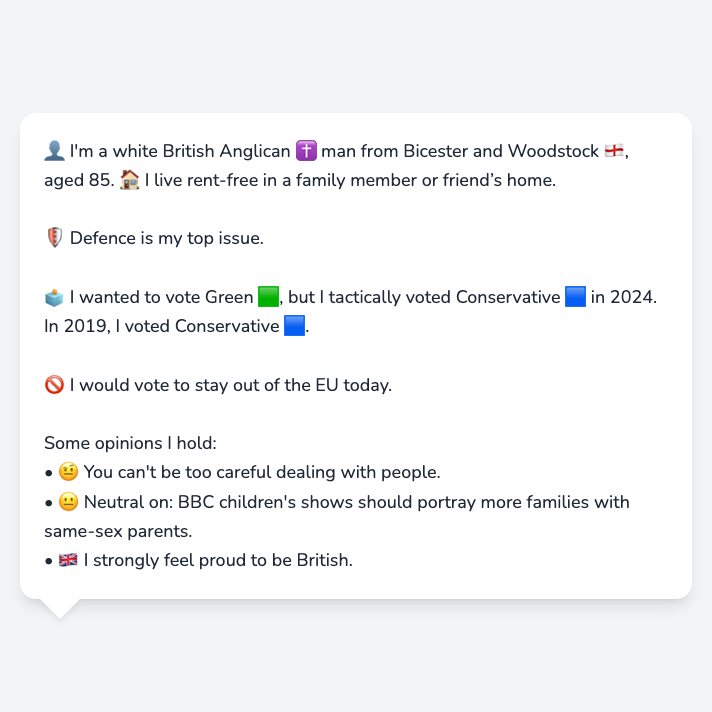 👤 I'm a white British Anglican ✝️ man from Bicester and Woodstock 🏴󠁧󠁢󠁥󠁮󠁧󠁿,
aged 85. 🏠 I live rent-free in a family member or friend’s home.
🛡️ Defence is my top issue.
🗳️ I wanted to vote Green 🟩, but I tactically voted Conservative 🟦 in 2024.
In 2019, I voted Conservative 🟦.
🚫 I would vote to stay out of the EU today.
Some opinions I hold:
• 🤨 You can't be too careful dealing with people.
• 😐 Neutral on: BBC children's shows should portray more families with
same-sex parents.
• 🇬🇧 I strongly feel proud to be British.